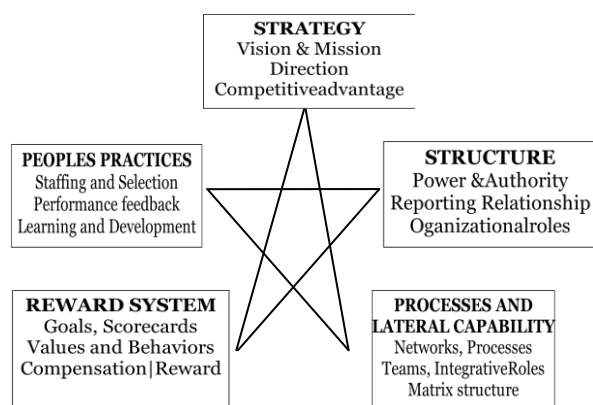 STRATEGY
Vision & Mission
Direction
Competitiveadvantage
PEOPLES PRACTICES
Staffing and Selection
Performance feedback
Learning and Development
STRUCTURE
Power &Authority
Reporting Relationship
Oganizationalroles
REWARD SYSTEM
Goals, Scorecards
Values and Behaviors
Compensation|Reward
PROCESSES AND
LATERAL CAPABILITY
Networks, Processes
Teams, IntegrativeRoles
Matrix structure